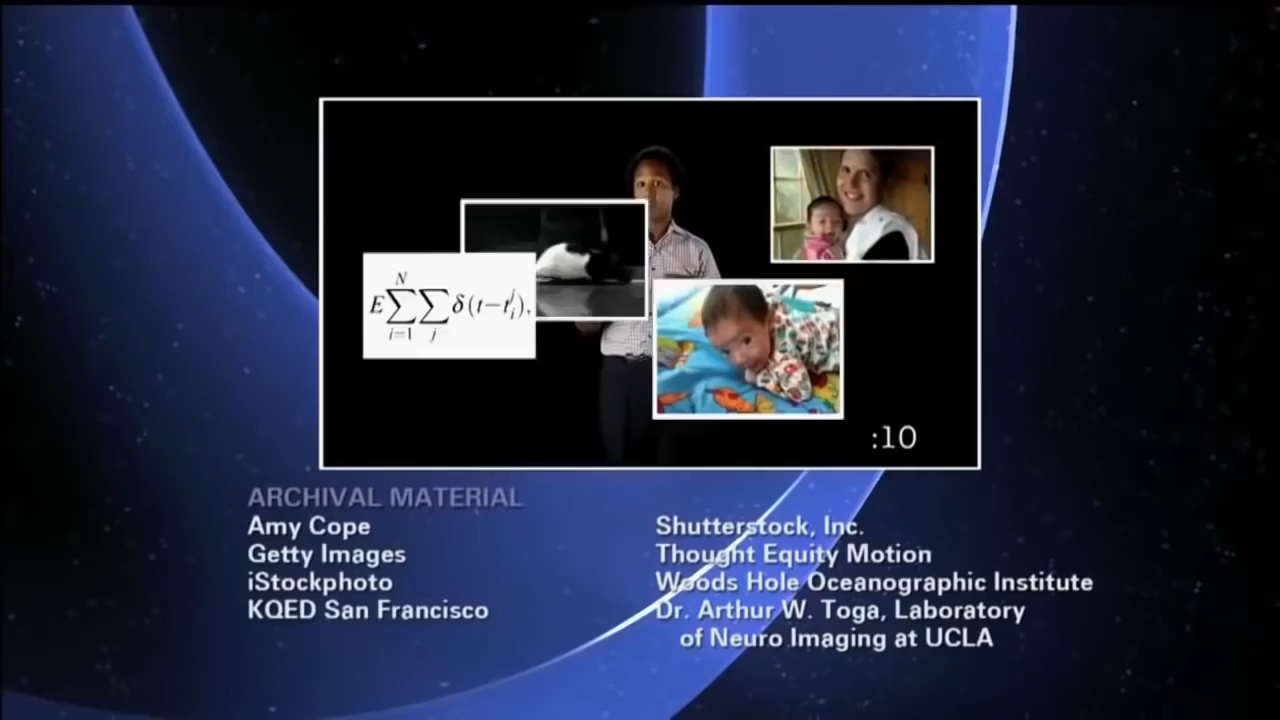 N
E∑∑δ(t−tᵢʲ),
i=1 j
:10
ARCHIVAL MATERIAL
Amy Cope
Getty Images
iStockphoto
KQED San Francisco
Shutterstock, Inc.
Thought Equity Motion
Woods Hole Oceanographic Institute
Dr. Arthur W. Toga, Laboratory
of Neuro Imaging at UCLA